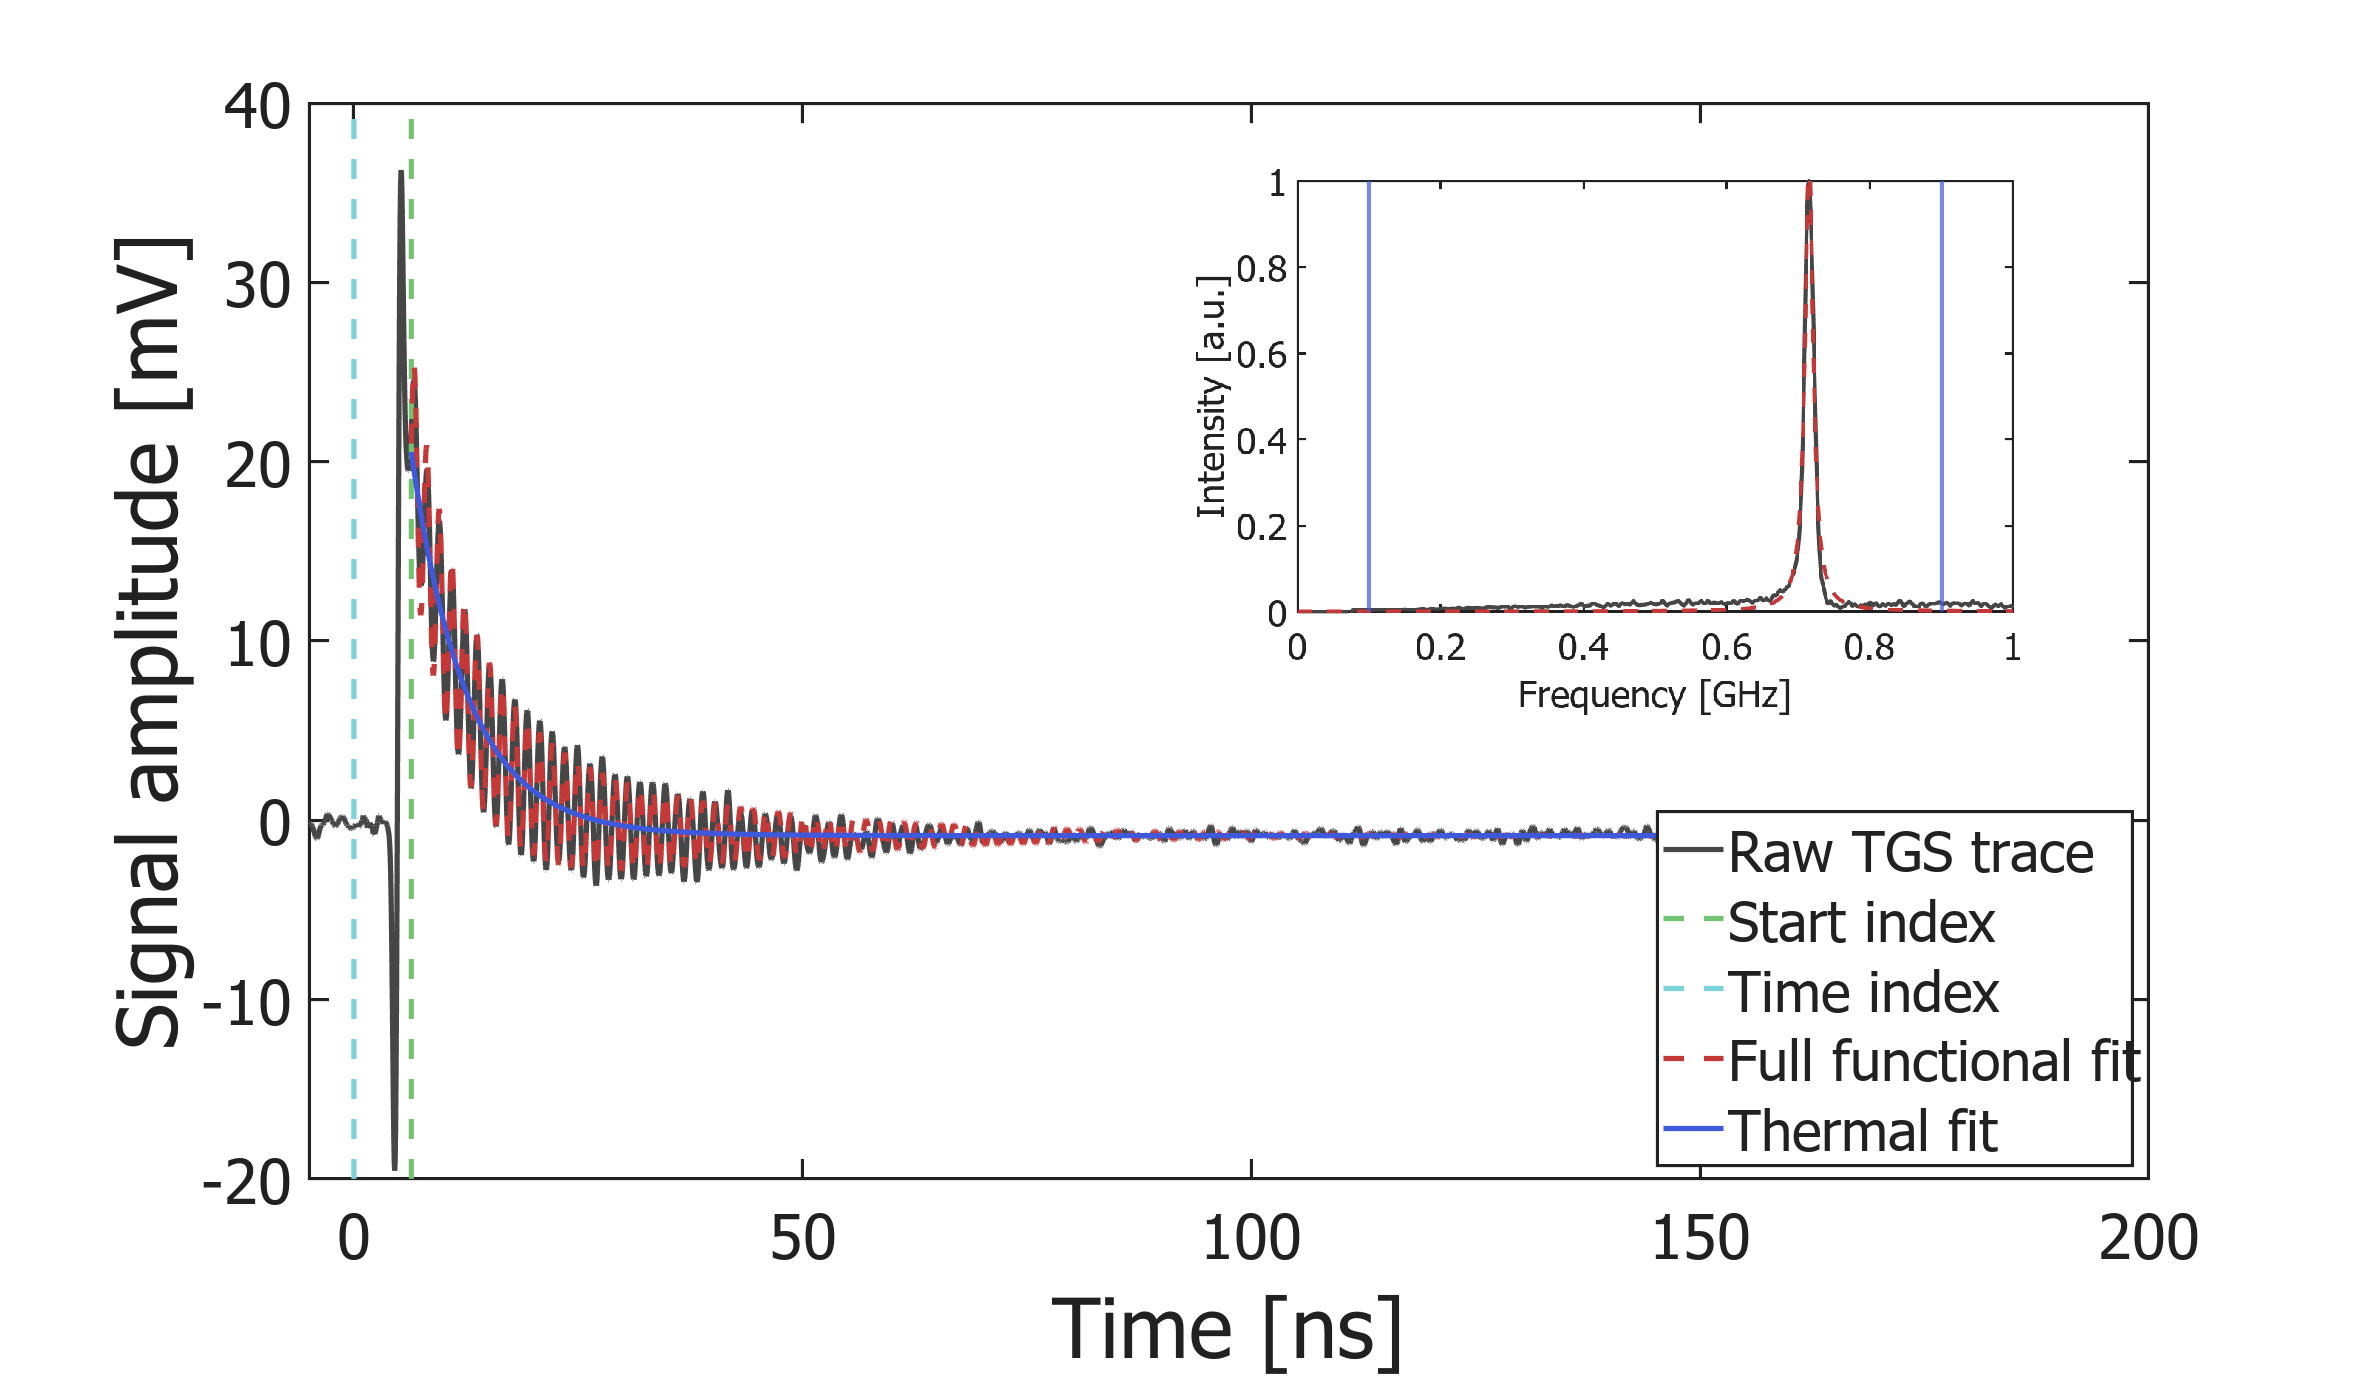 Signal amplitude [mV]
40
30
20
10
0
-10
-20
0 50 100 150 200
Time [ns]
Intensity [a.u.]
1
0.8
0.6
0.4
0.2
0
0 0.2 0.4 0.6 0.8 1
Frequency [GHz]
Raw TGS trace
Start index
Time index
Full functional fit
Thermal fit